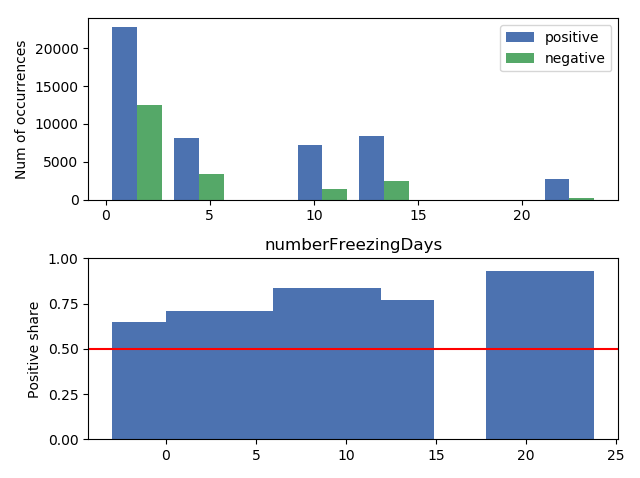 Num of occurrences
20000
15000
10000
5000
0
positive
negative
0 5 10 15 20
numberFreezingDays
Positive share
1.00
0.75
0.50
0.25
0.00
0 5 10 15 20 25